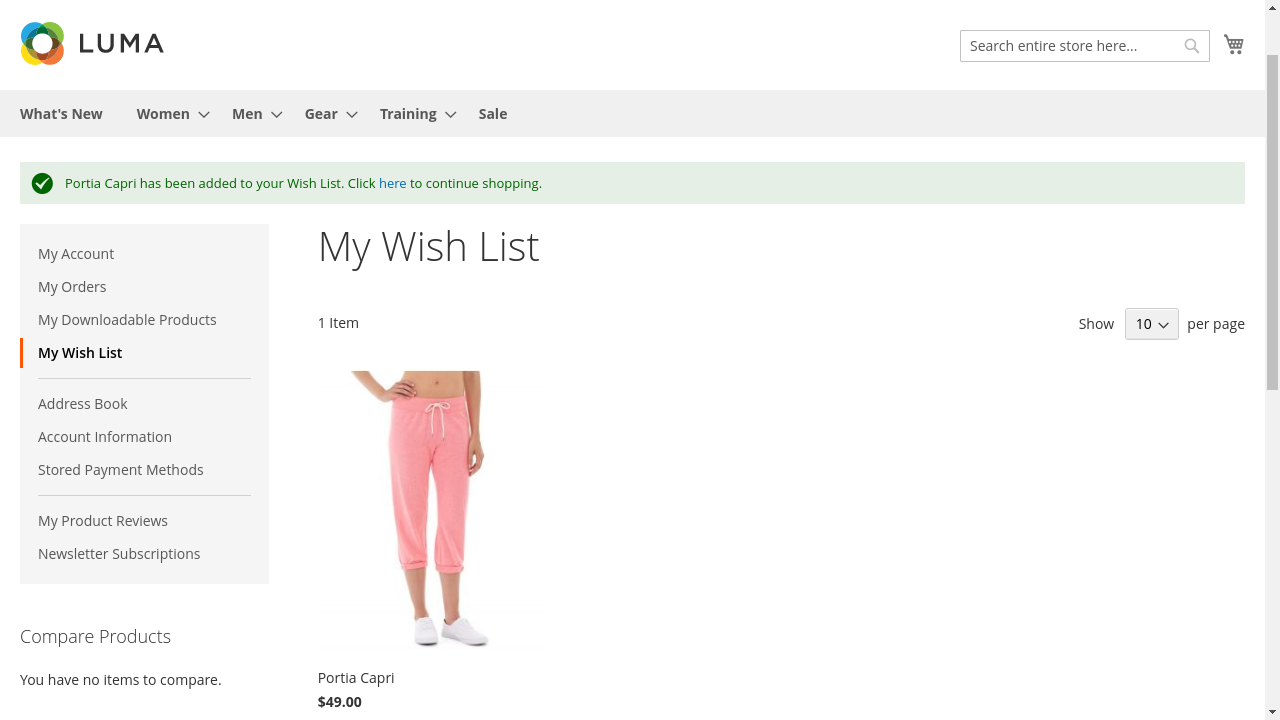 LUMA
Search entire store here...
What's New
Women
Men
Gear
Training
Sale
Portia Capri has been added to your Wish List. Click here to continue shopping.
My Account
My Orders
My Downloadable Products
My Wish List
Address Book
Account Information
Stored Payment Methods
My Product Reviews
Newsletter Subscriptions
Compare Products
You have no items to compare.
My Wish List
1 Item
Show 10 per page
Portia Capri
$49.00